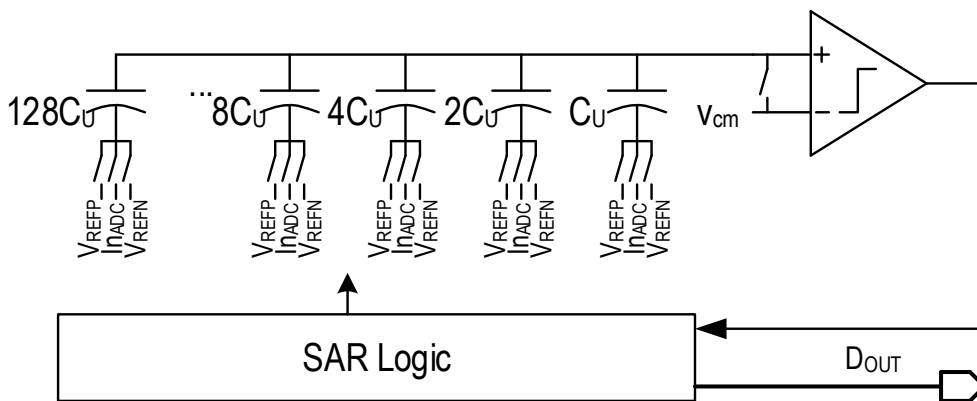 128CU ... 8CU 4CU 2CU CU vcm + −
VREFP InADC VREFN VREFP InADC VREFN VREFP InADC VREFN VREFP InADC VREFN VREFP InADC VREFN
SAR Logic
DOUT